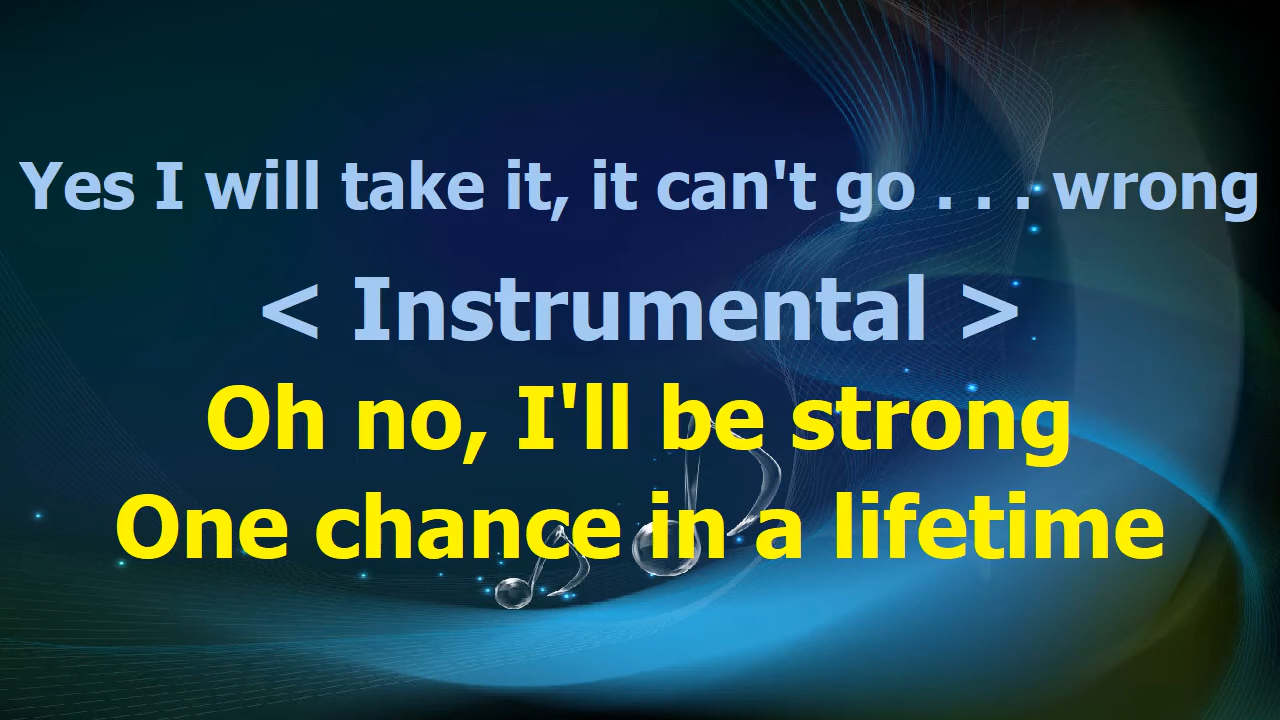 Yes I will take it, it can't go . . . wrong
< Instrumental >
Oh no, I'll be strong
One chance in a lifetime